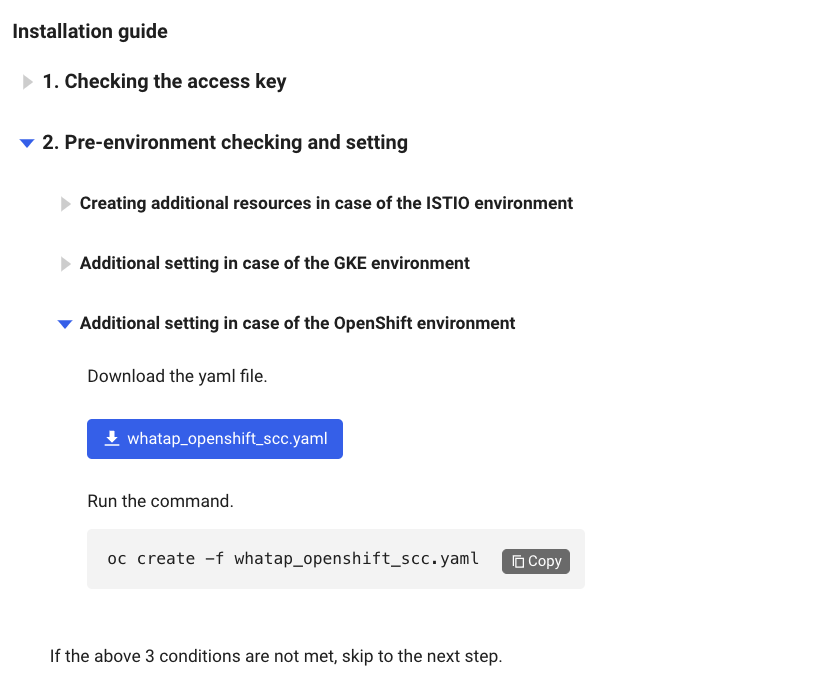 Installation guide
1. Checking the access key
2. Pre-environment checking and setting
Creating additional resources in case of the ISTIO environment
Additional setting in case of the GKE environment
Additional setting in case of the OpenShift environment
Download the yaml file.
whatap_openshift_scc.yaml
Run the command.
oc create -f whatap_openshift_scc.yaml Copy
If the above 3 conditions are not met, skip to the next step.